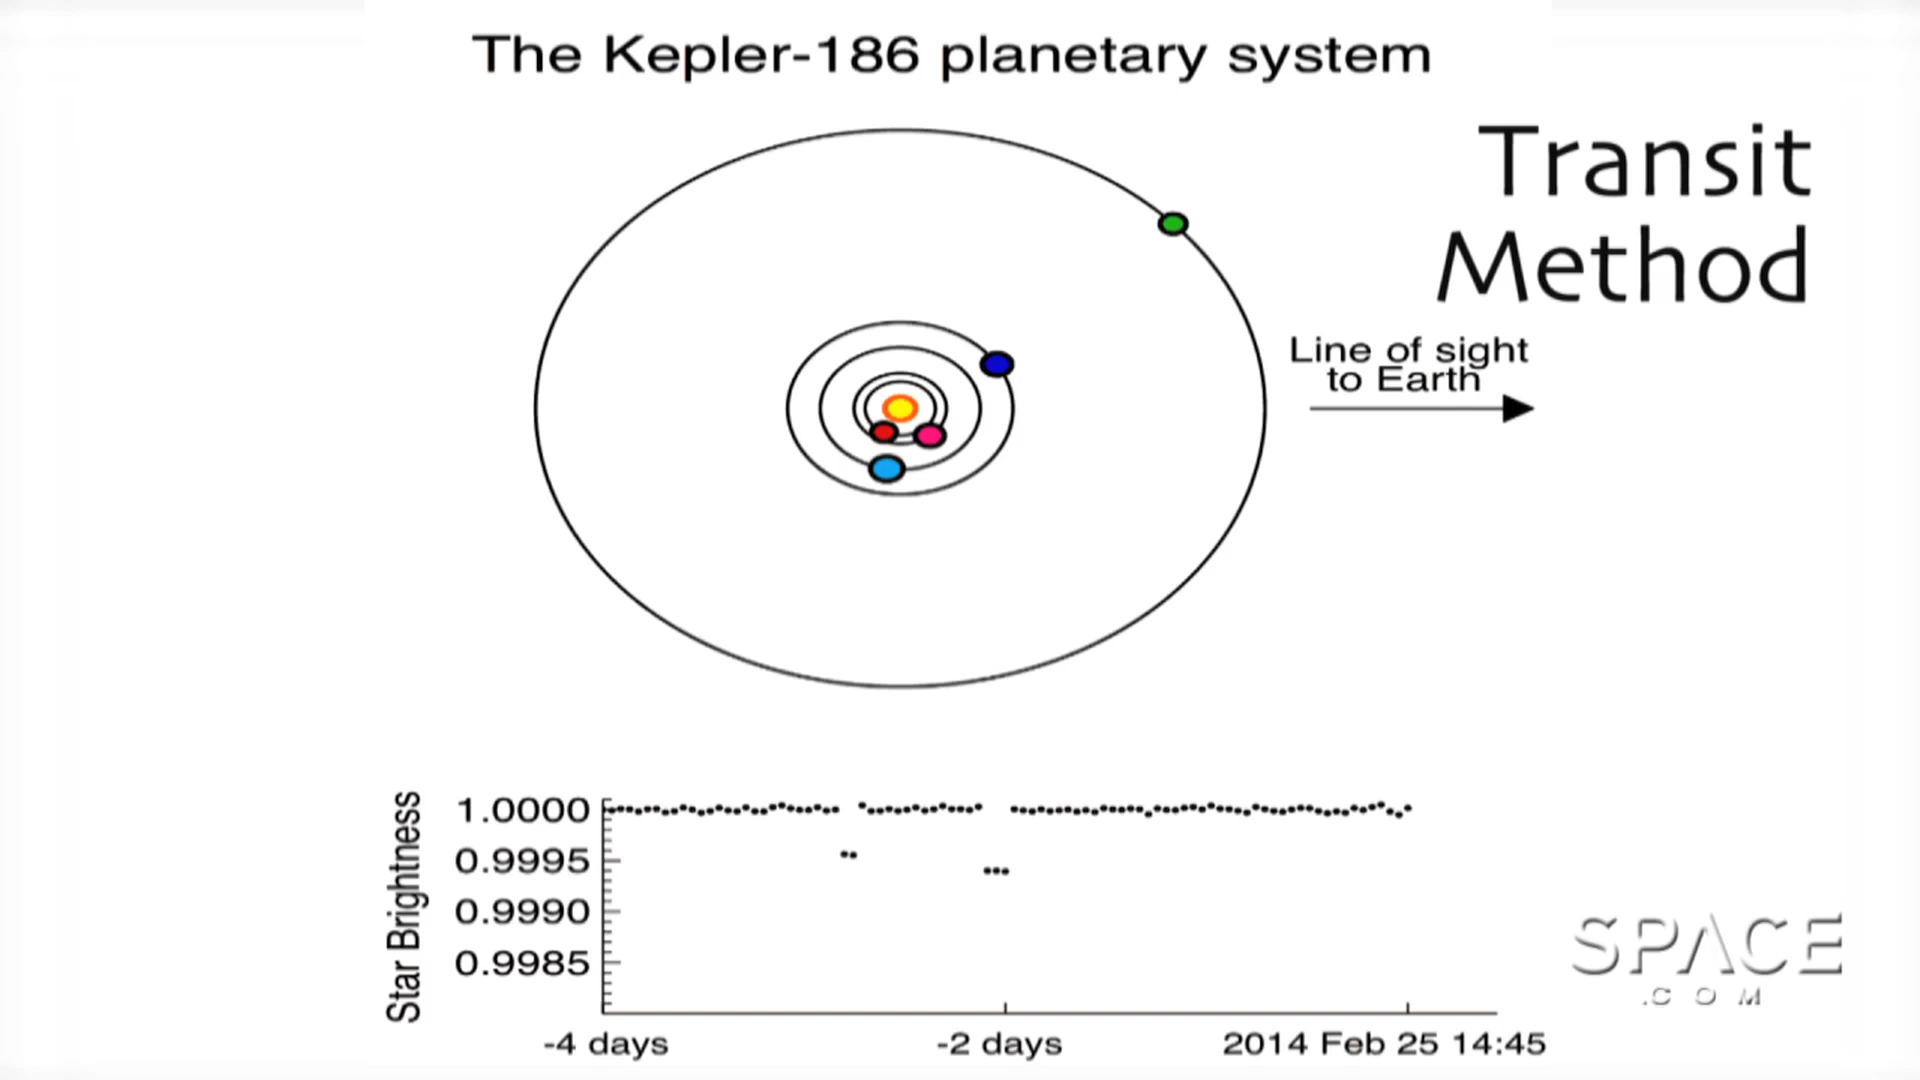 The Kepler-186 planetary system
Transit
Method
Line of sight
to Earth
Star Brightness
1.0000
0.9995
0.9990
0.9985
-4 days
-2 days
2014 Feb 25 14:45
SPACE
.COM